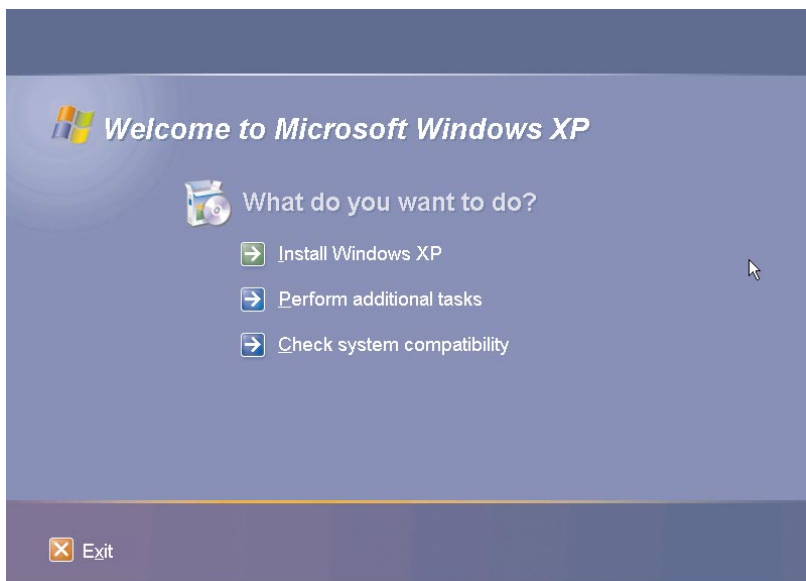 Welcome to Microsoft Windows XP
What do you want to do?
Install Windows XP
Perform additional tasks
Check system compatibility
Exit